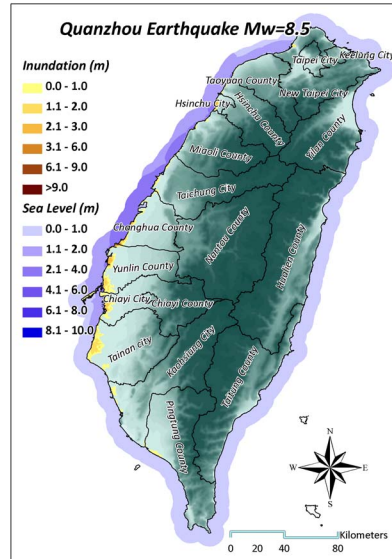 Quanzhou Earthquake Mw=8.5
Inundation (m)
0.0 - 1.0
1.1 - 2.0
2.1 - 3.0
3.1 - 6.0
6.1 - 9.0
>9.0
Sea Level (m)
0.0 - 1.0
1.1 - 2.0
2.1 - 4.0
4.1 - 6.0
6.1 - 8.0
8.1 - 10.0
Keelung City
Taipei City
Taoyuan County
New Taipei City
Hsinchu City
Hsinchu County
Yilan County
Miaoli County
Taichung City
Changhua County
Nantou County
Hualien County
Yunlin County
Chiayi City
Chiayi County
Tainan city
Kaohsiung City
Taitung County
Pingtung County
N
W
E
S
Kilometers
0
20
40
80